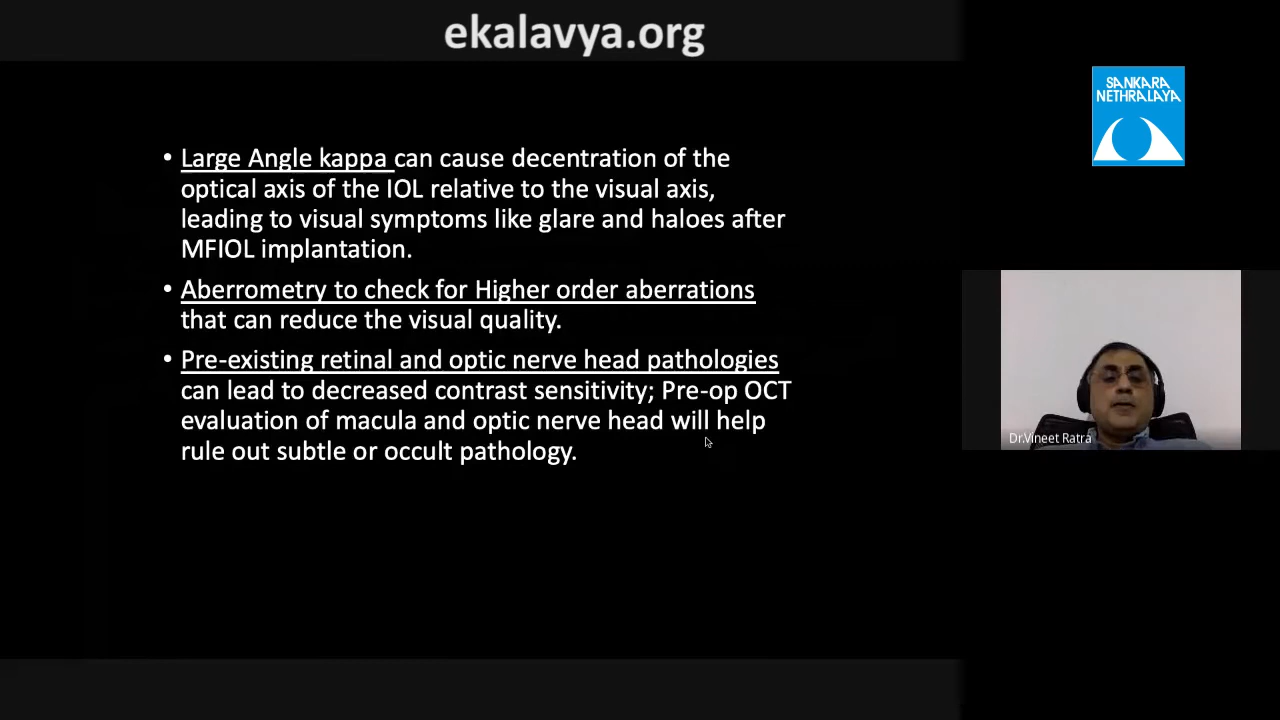 ekalavya.org
SANKARA
NETHRALAYA
• Large Angle kappa can cause decentration of the
optical axis of the IOL relative to the visual axis,
leading to visual symptoms like glare and haloes after
MFIOL implantation.
• Aberrometry to check for Higher order aberrations
that can reduce the visual quality.
• Pre-existing retinal and optic nerve head pathologies
can lead to decreased contrast sensitivity; Pre-op OCT
evaluation of macula and optic nerve head will help
rule out subtle or occult pathology.
Dr.Vineet Ratra